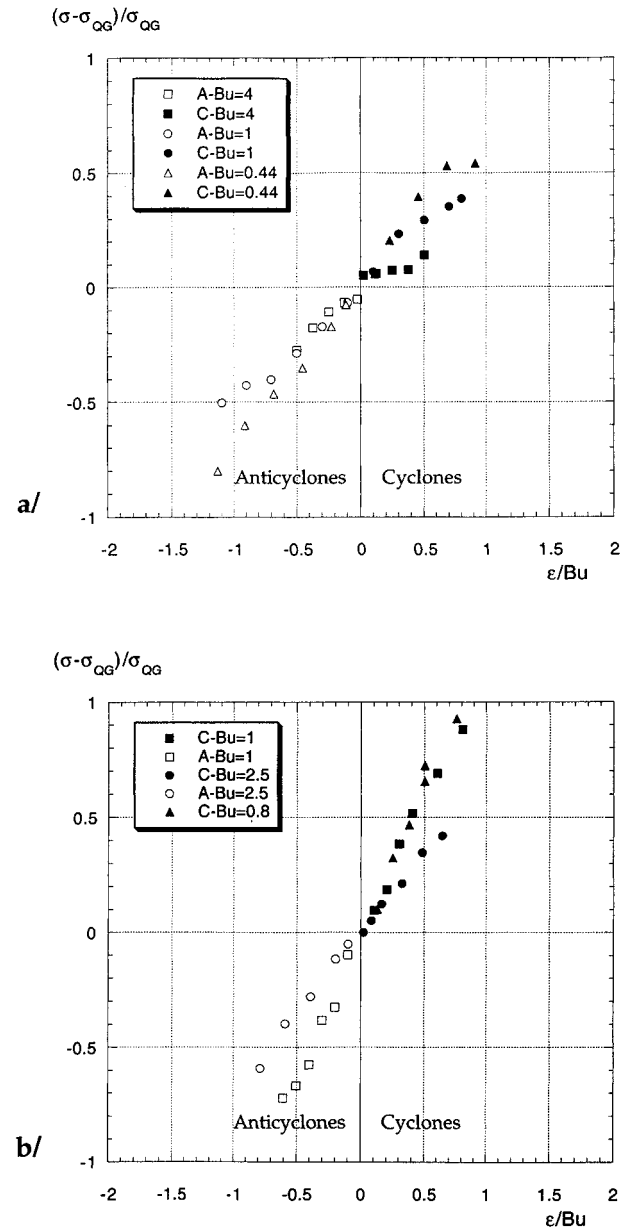 (σ-σQG)/σQG
1
A-Bu=4
C-Bu=4
A-Bu=1
C-Bu=1
A-Bu=0.44
C-Bu=0.44
0.5
0
-0.5
Anticyclones Cyclones
a/
-1
-2 -1.5 -1 -0.5 0 0.5 1 1.5 2
ε/Bu
(σ-σQG)/σQG
1
C-Bu=1
A-Bu=1
C-Bu=2.5
A-Bu=2.5
C-Bu=0.8
0.5
0
-0.5
Anticyclones Cyclones
b/
-1
-2 -1.5 -1 -0.5 0 0.5 1 1.5 2
ε/Bu